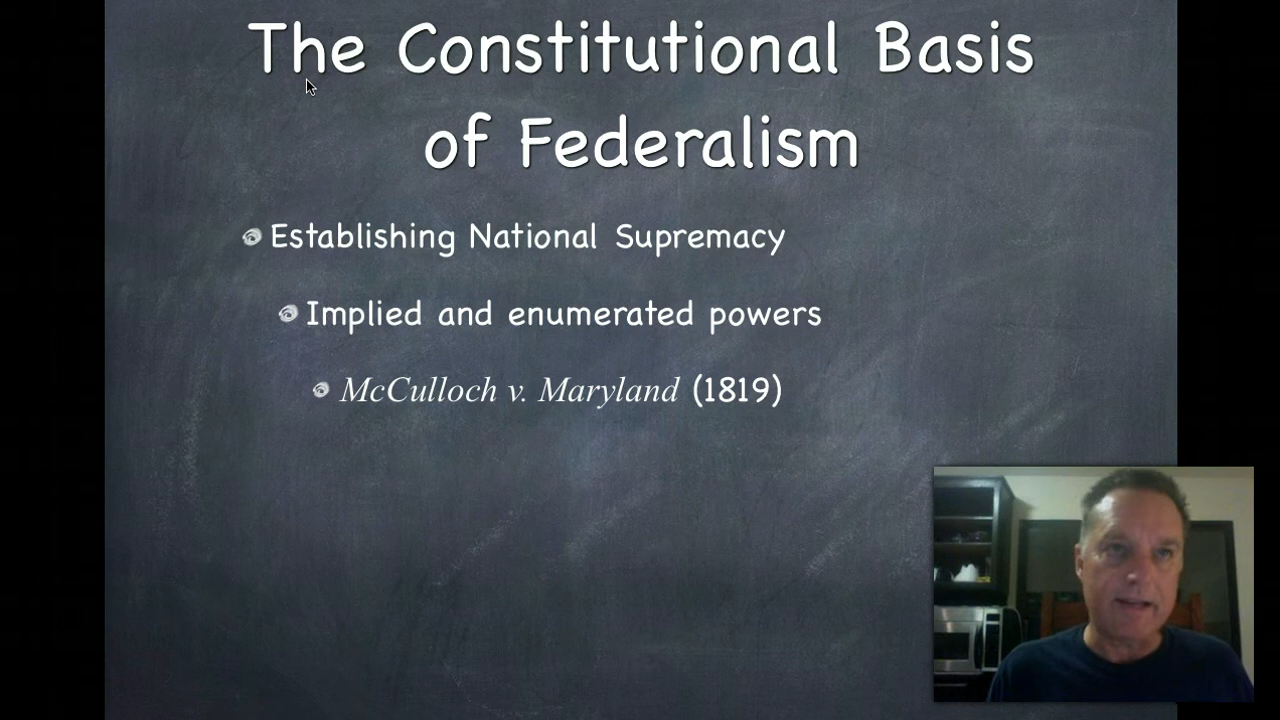 The Constitutional Basis
of Federalism
Establishing National Supremacy
Implied and enumerated powers
McCulloch v. Maryland (1819)